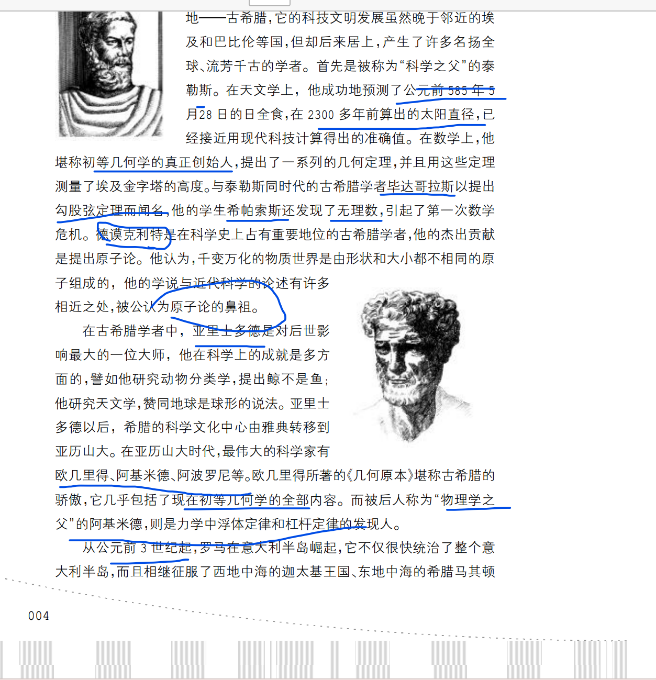 地——古希腊，它的科技文明发展虽然晚于邻近的埃
及和巴比伦等国，但却后来居上，产生了许多名扬全
球、流芳千古的学者。首先是被称为“科学之父”的泰
勒斯。在天文学上，他成功地预测了公元前 585 年 5
月28 日的日全食，在 2300 多年前算出的太阳直径，已
经接近用现代科技计算得出的准确值。在数学上，他
堪称初等几何学的真正创始人，提出了一系列的几何定理，并且用这些定理
测量了埃及金字塔的高度。与泰勒斯同时代的古希腊学者毕达哥拉斯以提出
勾股弦定理而闻名，他的学生希帕索斯还发现了无理数，引起了第一次数学
危机。德谟克利特是在科学史上占有重要地位的古希腊学者，他的杰出贡献
是提出原子论。他认为，千变万化的物质世界是由形状和大小都不相同的原
子组成的，他的学说与近代科学的论述有许多
相近之处，被公认为原子论的鼻祖。
在古希腊学者中，亚里士多德是对后世影
响最大的一位大师，他在科学上的成就是多方
面的，譬如他研究动物分类学，提出鲸不是鱼；
他研究天文学，赞同地球是球形的说法。亚里士
多德以后，希腊的科学文化中心由雅典转移到
亚历山大。在亚历山大时代，最伟大的科学家有
欧几里得、阿基米德、阿波罗尼等。欧几里得所著的《几何原本》堪称古希腊的
骄傲，它几乎包括了现在初等几何学的全部内容。而被后人称为“物理学之
父”的阿基米德，则是力学中浮体定律和杠杆定律的发现人。
从公元前 3 世纪起，罗马在意大利半岛崛起，它不仅很快统治了整个意
大利半岛，而且相继征服了西地中海的迦太基王国、东地中海的希腊马其顿
004